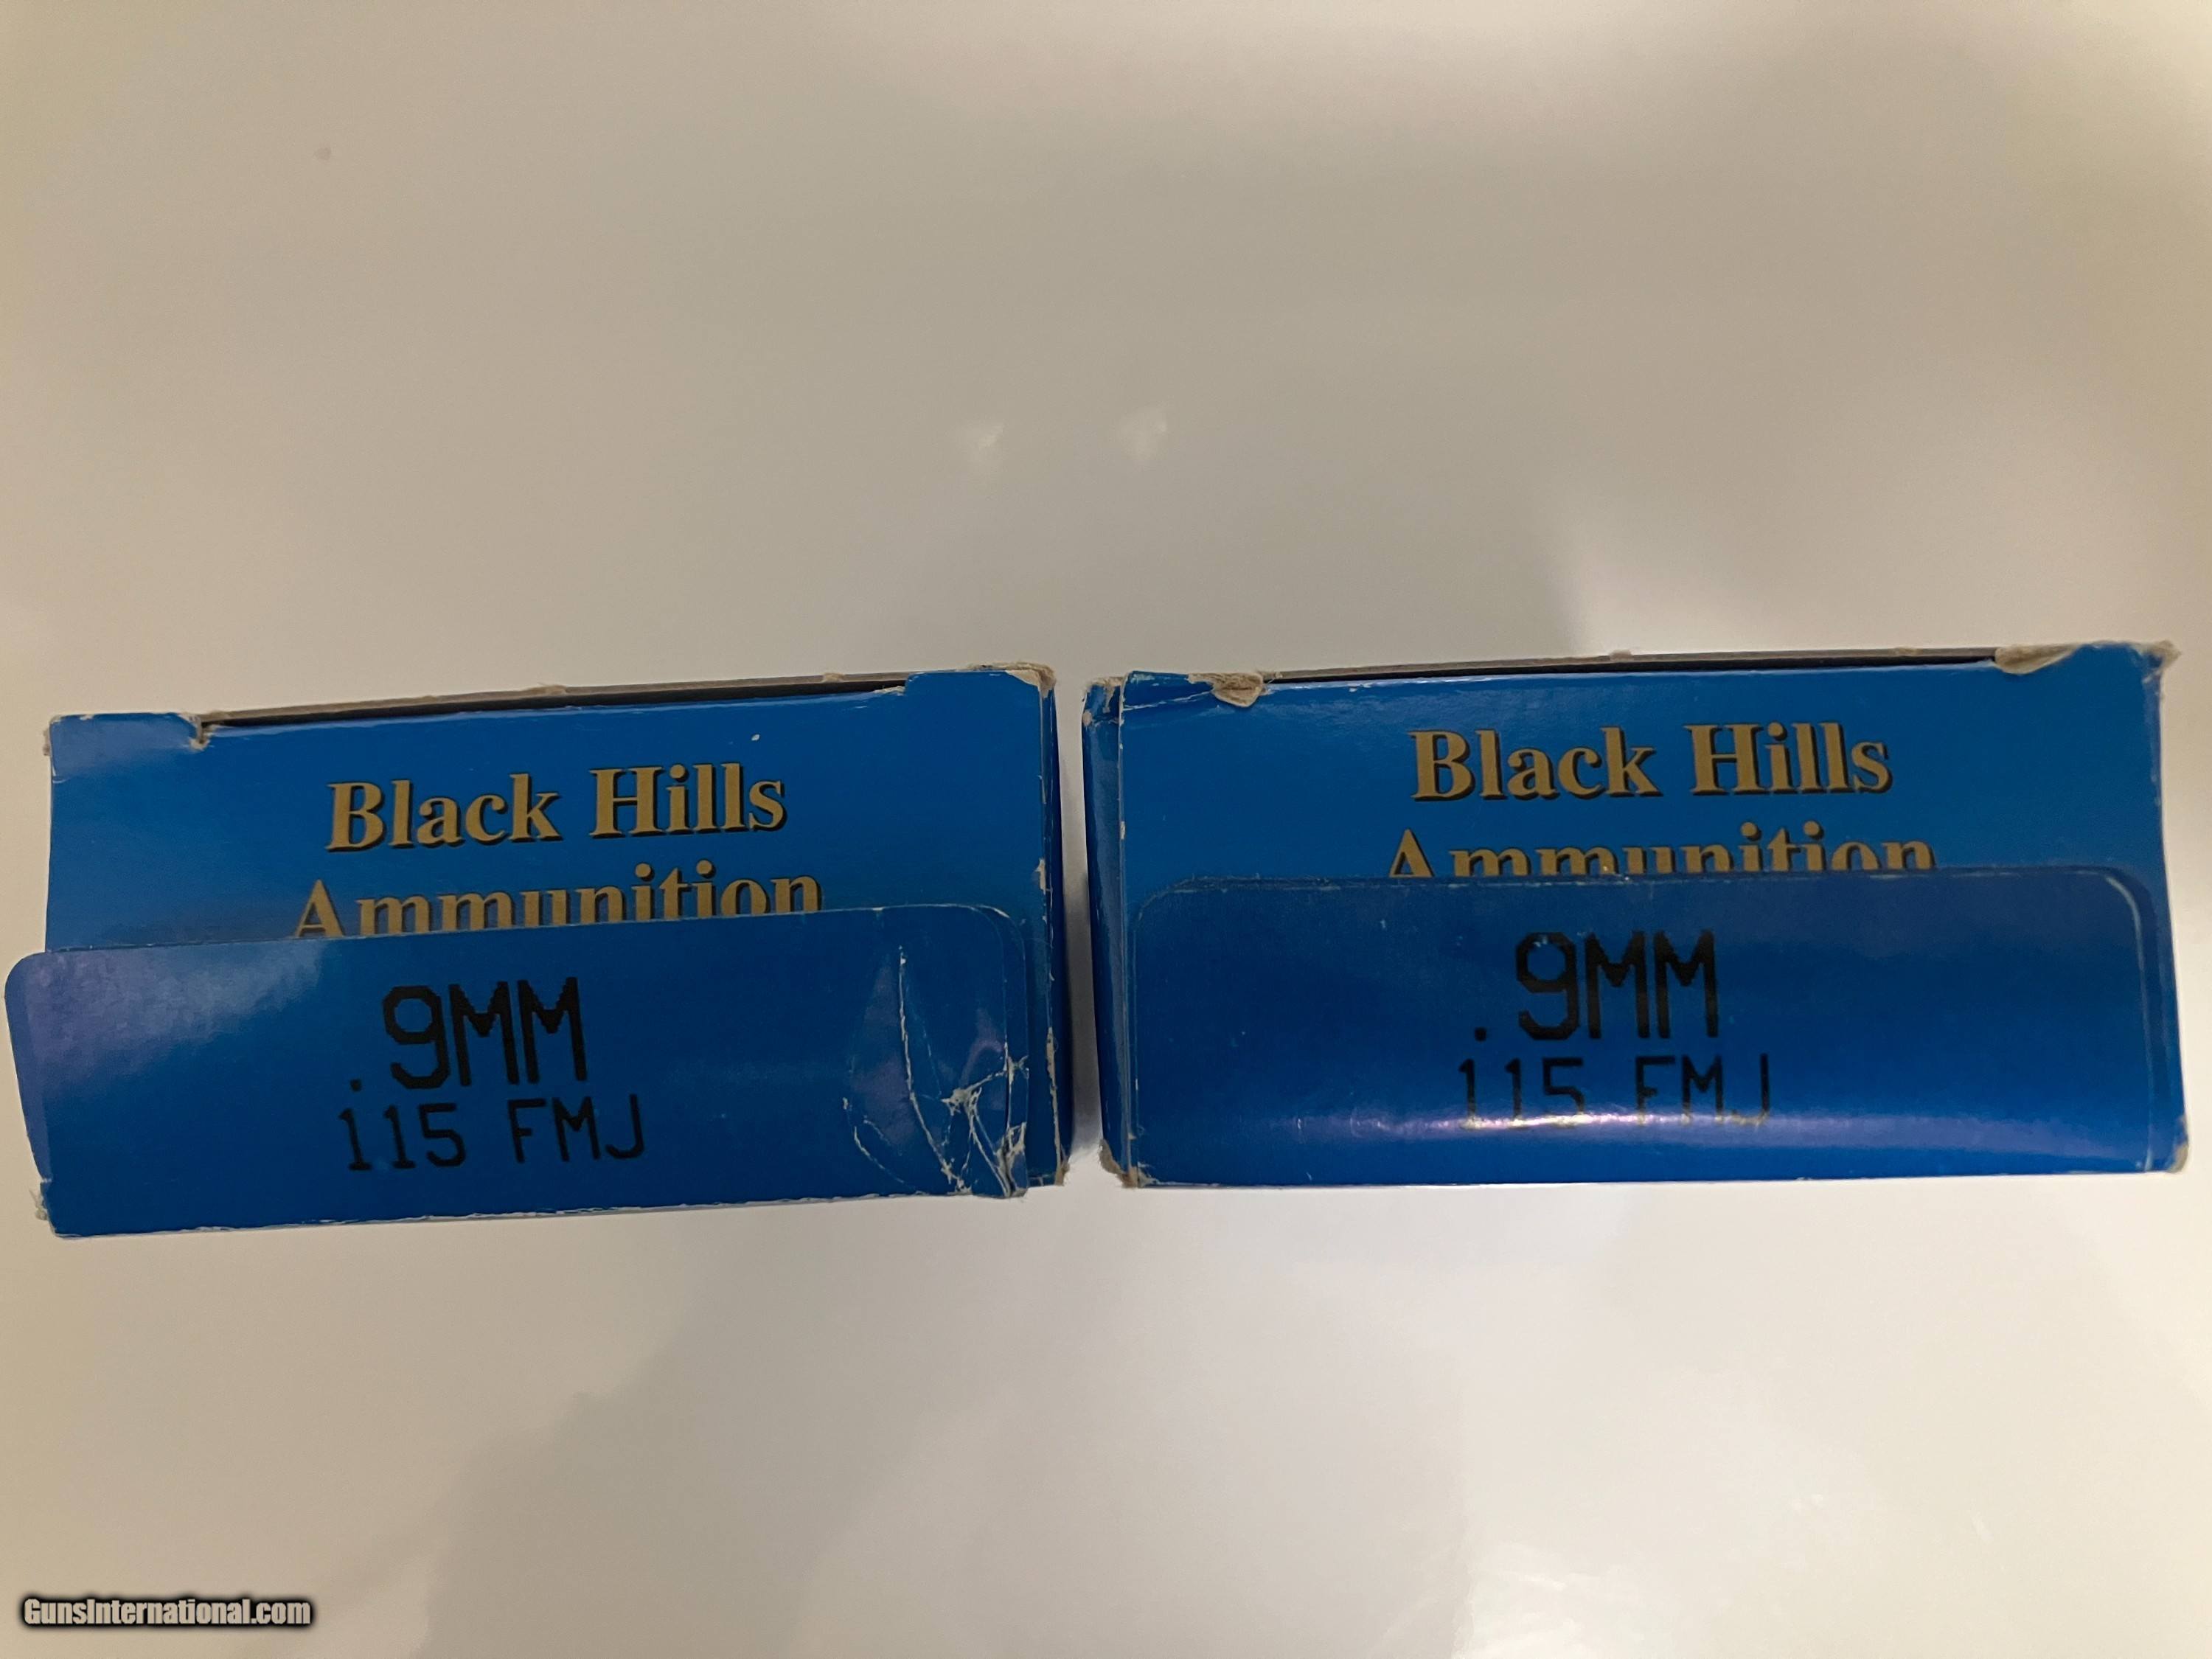 Black Hills
Ammunition
.9MM
115 FMJ
Black Hills
Ammunition
.9MM
115 FMJ
GunsInternational.com